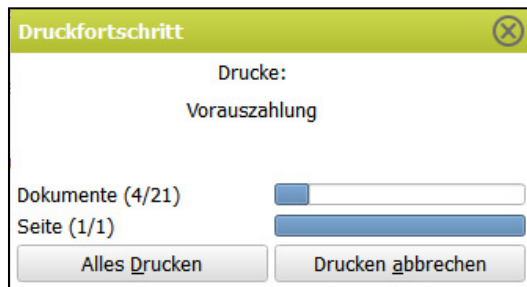 Druckfortschritt
Drucke:
Vorauszahlung
Dokumente (4/21)
Seite (1/1)
Alles Drucken
Drucken abbrechen